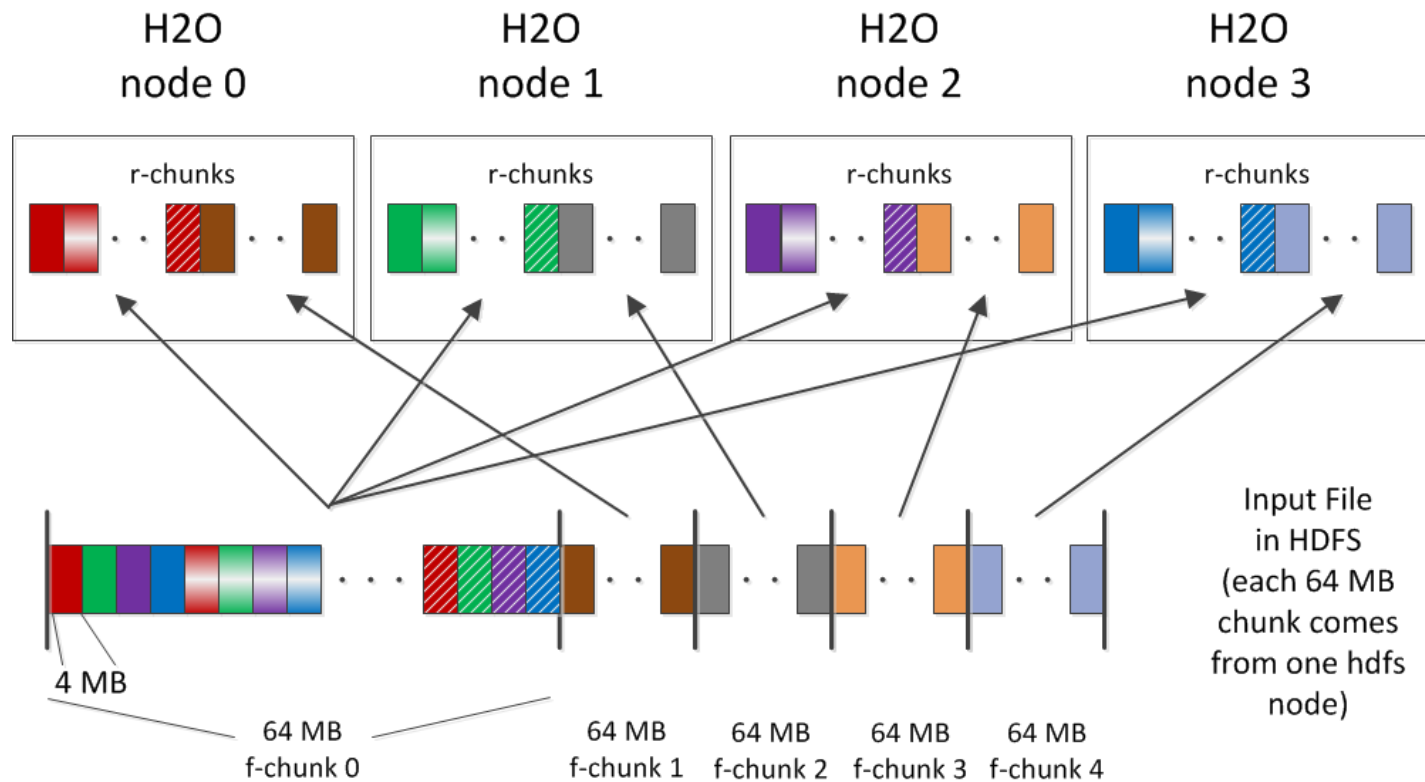 H2O
node 0
H2O
node 1
H2O
node 2
H2O
node 3
r-chunks
r-chunks
r-chunks
r-chunks
Input File
in HDFS
(each 64 MB
chunk comes
from one hdfs
node)
4 MB
64 MB
f-chunk 0
64 MB
f-chunk 1
64 MB
f-chunk 2
64 MB
f-chunk 3
64 MB
f-chunk 4